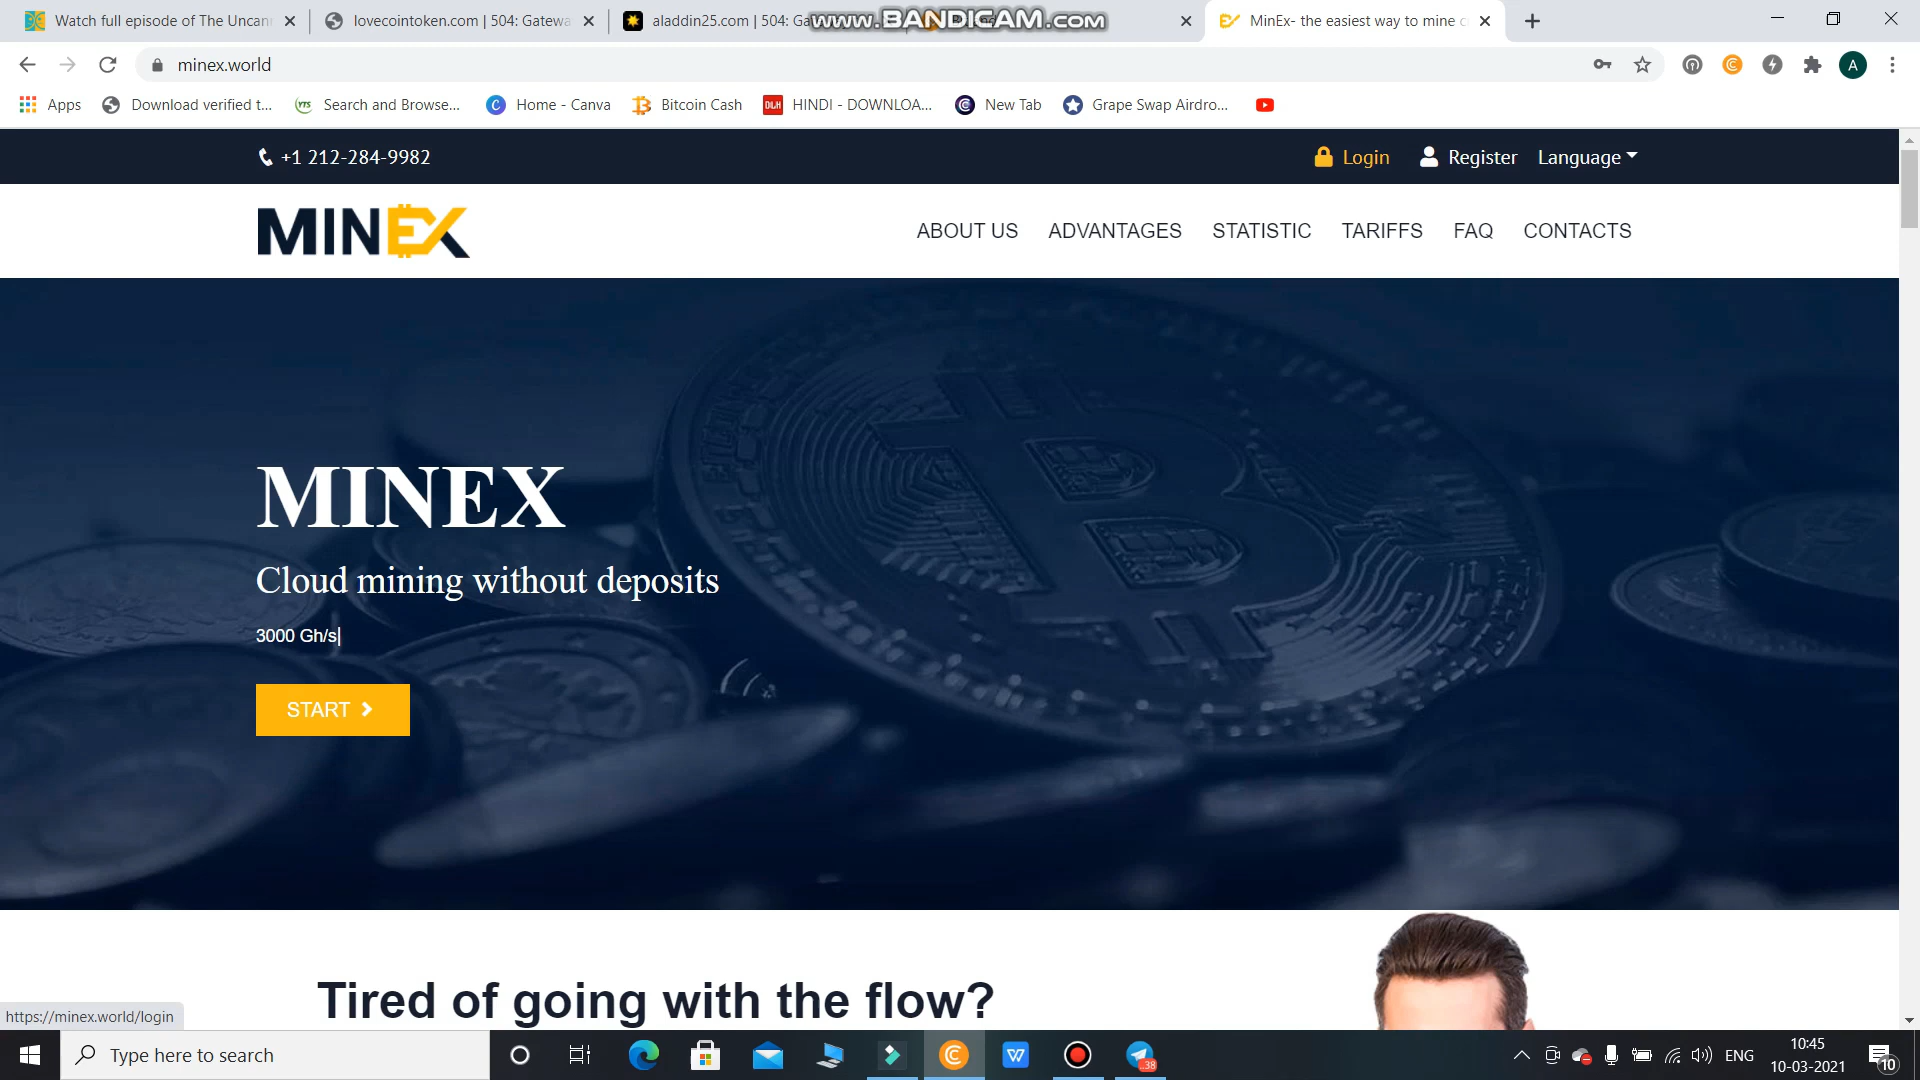 Watch full episode of The Uncan
lovecointoken.com | 504: Gatewa
aladdin25.com | 504: Ga
www.BANDICAM.com
MinEx- the easiest way to mine c
minex.world
A
Apps
Download verified t...
Search and Browse...
Home - Canva
Bitcoin Cash
HINDI - DOWNLOA...
New Tab
Grape Swap Airdro...
+1 212-284-9982
Login
Register
Language
MINEX
ABOUT US
ADVANTAGES
STATISTIC
TARIFFS
FAQ
CONTACTS
MINEX
Cloud mining without deposits
3000 Gh/s
START
Tired of going with the flow?
https://minex.world/login
Type here to search
38
ENG
10:45
10-03-2021
10